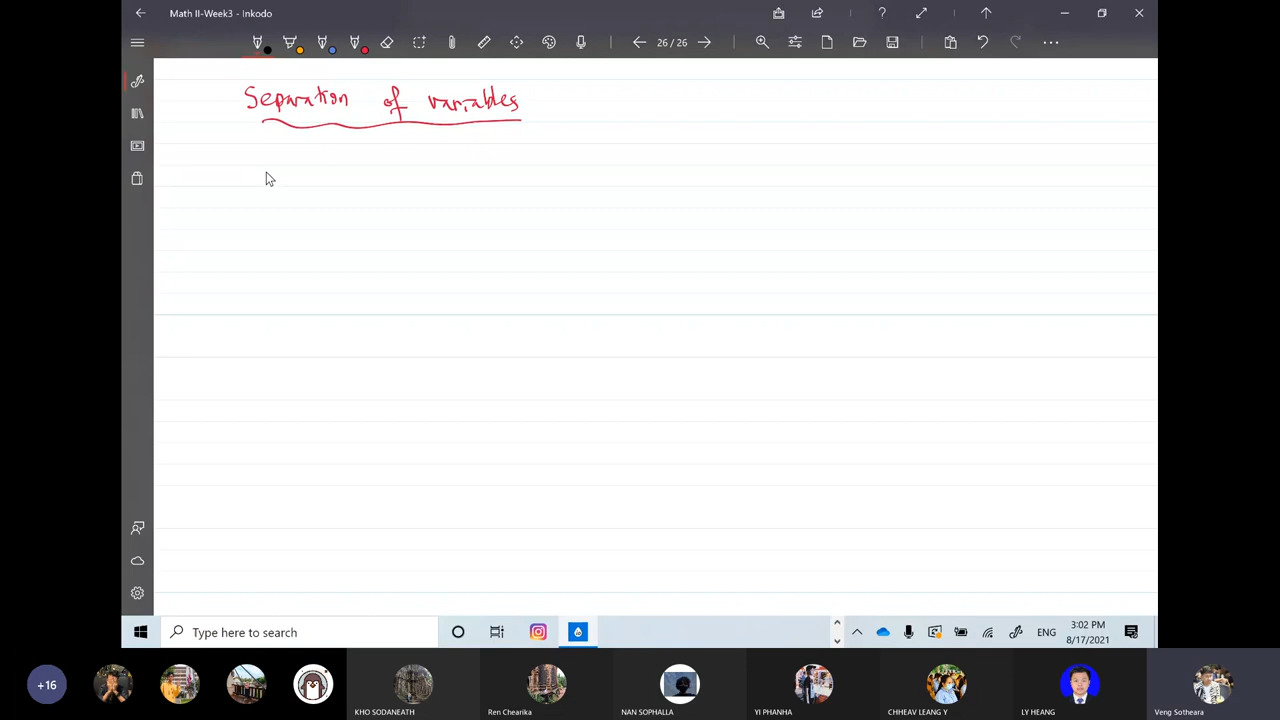 Math II-Week3 - Inkodo
26 / 26
Separation of variables
Type here to search
ENG
3:02 PM
8/17/2021
+16
KHO SODANEATH
Ren Chearika
NAN SOPHALLA
YI PHANHA
CHHEAV LEANG Y
LY HEANG
Veng Sotheara